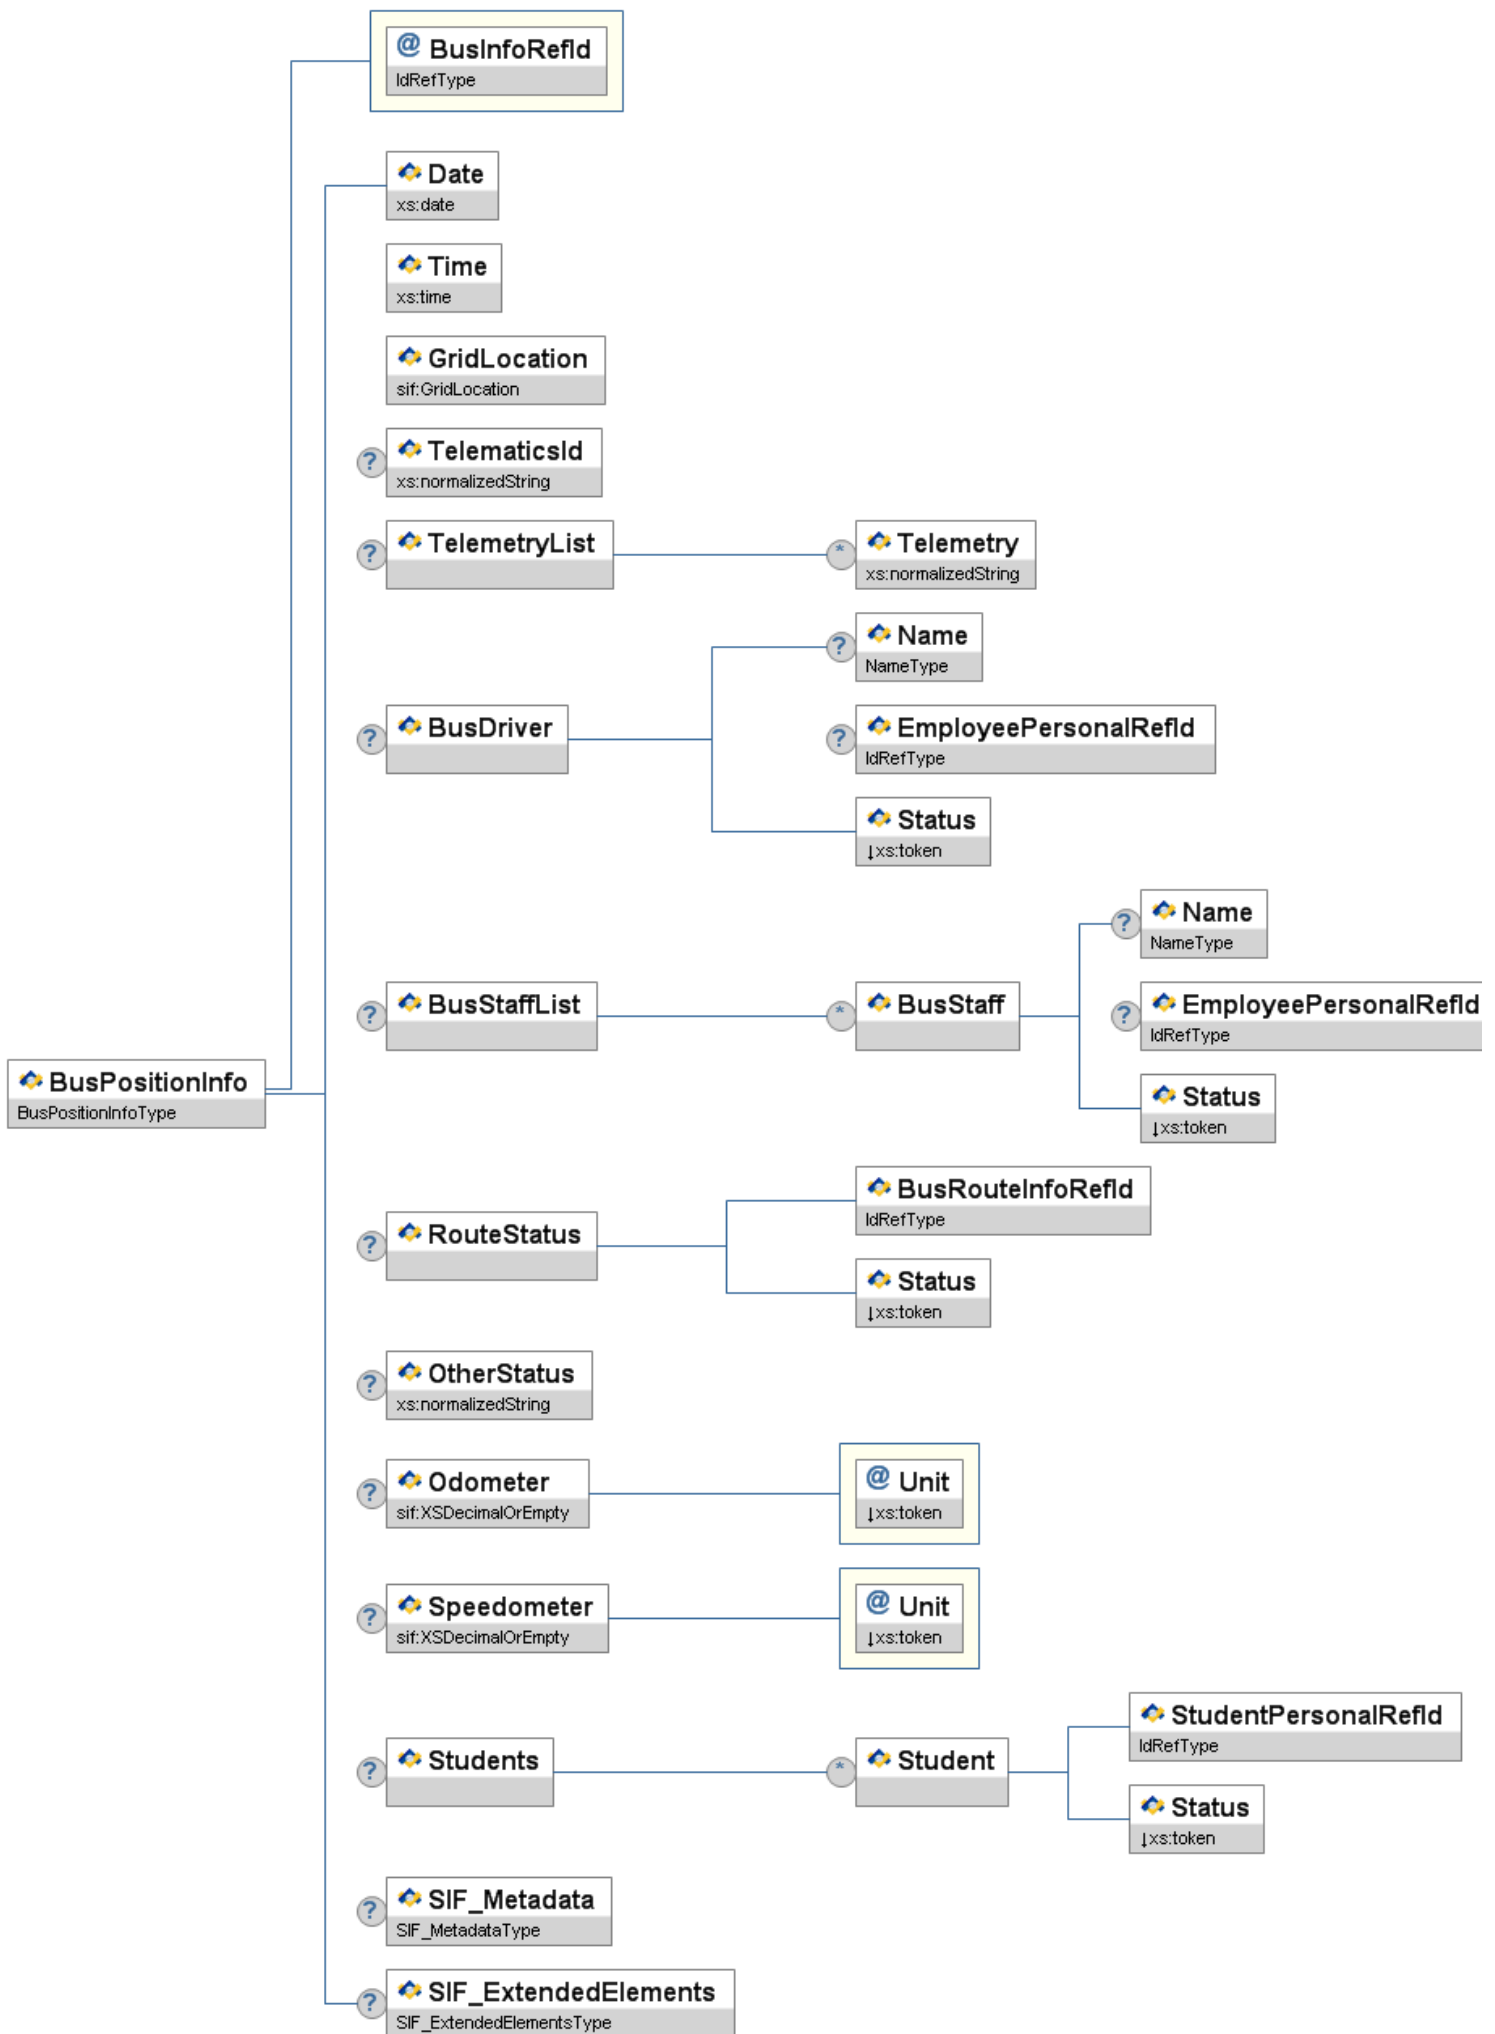 @ BusInfoRefId
IdRefType
Date
xs:date
Time
xs:time
GridLocation
sif:GridLocation
? TelematicsId
xs:normalizedString
? TelemetryList
* Telemetry
xs:normalizedString
? BusDriver
? Name
NameType
? EmployeePersonalRefId
IdRefType
Status
↓xs:token
? BusStaffList
* BusStaff
? Name
NameType
? EmployeePersonalRefId
IdRefType
Status
↓xs:token
BusPositionInfo
BusPositionInfoType
? RouteStatus
BusRouteInfoRefId
IdRefType
Status
↓xs:token
? OtherStatus
xs:normalizedString
? Odometer
sif:XSDecimalOrEmpty
@ Unit
↓xs:token
? Speedometer
sif:XSDecimalOrEmpty
@ Unit
↓xs:token
? Students
* Student
StudentPersonalRefId
IdRefType
Status
↓xs:token
? SIF_Metadata
SIF_MetadataType
? SIF_ExtendedElements
SIF_ExtendedElementsType